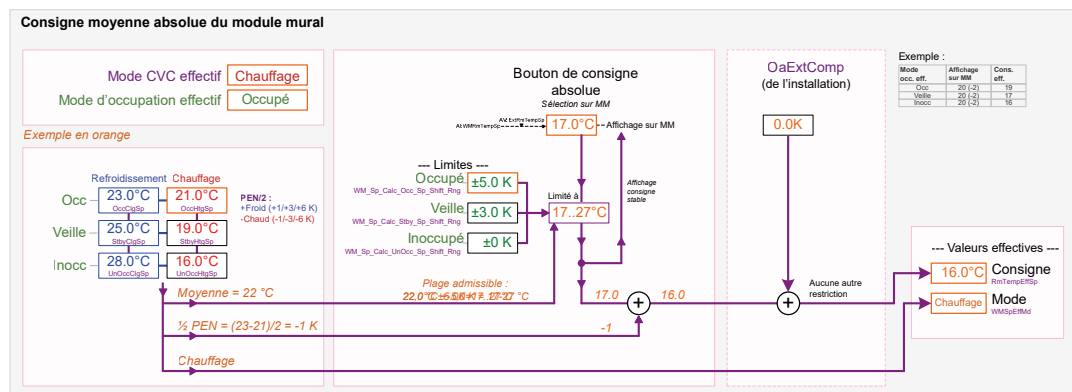 Consigne moyenne absolue du module mural
Mode CVC effectif
Chauffage
Mode d'occupation effectif
Occupé
Exemple en orange
Refroidissement
Chauffage
Occ
23.0°C
OccClgSp
21.0°C
OccHtgSp
Veille
25.0°C
StbyClgSp
19.0°C
StbyHtgSp
Inocc
28.0°C
UnOccClgSp
16.0°C
UnOccHtgSp
PEN/2 :
+Froid (+1/+3/+6 K)
-Chaud (-1/-3/-6 K)
Moyenne = 22 °C
½ PEN = (23-21)/2 = -1 K
Chauffage
Bouton de consigne
absolue
Sélection sur MM
AV: ExtRmTempSp
AI:WMRmTempSp
17.0°C
Affichage sur MM
--- Limites ---
Occupé
WM_Sp_Calc_Occ_Sp_Shift_Rng
±5.0 K
Veille
WM_Sp_Calc_Stby_Sp_Shift_Rng
±3.0 K
Inoccupé
WM_Sp_Calc_UnOcc_Sp_Shift_Rng
±0 K
Limité à
17..27°C
Affichage
consigne
stable
Plage admissible :
17.0
16.0
-1
OaExtComp
(de l'installation)
0.0K
Aucune autre
restriction
Exemple :
Mode
occ. eff.
Affichage
sur MM
Cons.
eff.
Occ 20 (-2) 19
Veille 20 (-2) 17
Inocc 20 (-2) 16
--- Valeurs effectives ---
16.0°C
Consigne
RmTempEffSp
Chauffage
Mode
WMSpEffMd